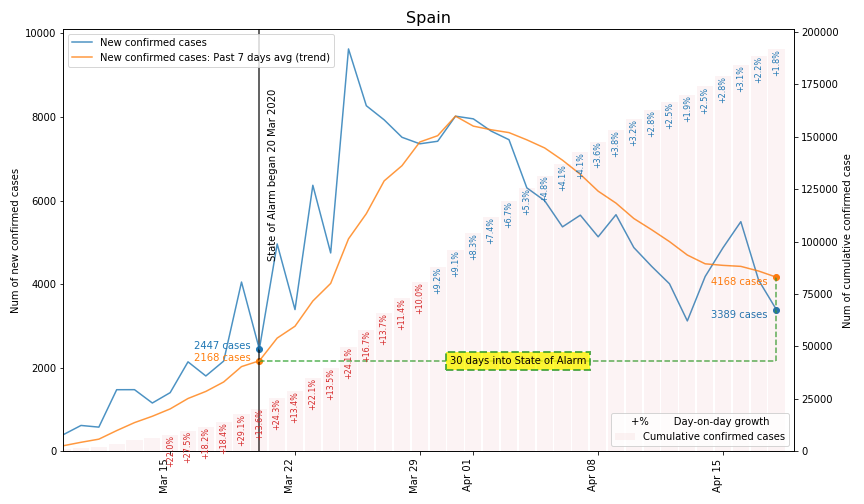 Spain
New confirmed cases
New confirmed cases: Past 7 days avg (trend)
Num of new confirmed cases
10000
8000
6000
4000
2000
0
State of Alarm began 20 Mar 2020
2447 cases
2168 cases
30 days into State of Alarm
4168 cases
3389 cases
+22.0%
+27.5%
+18.2%
+18.4%
+29.1%
+13.6%
+24.3%
+13.4%
+22.1%
+13.5%
+24.1%
+16.7%
+13.7%
+11.4%
+10.0%
+9.2%
+9.1%
+8.3%
+7.4%
+6.7%
+5.3%
+4.8%
+4.1%
+4.1%
+3.6%
+3.8%
+3.2%
+2.8%
+2.5%
+1.9%
+2.5%
+2.8%
+3.1%
+2.2%
+1.8%
+% Day-on-day growth
Cumulative confirmed cases
Mar 15
Mar 22
Mar 29
Apr 01
Apr 08
Apr 15
200000
175000
150000
125000
100000
75000
50000
25000
0
Num of cumulative confirmed case